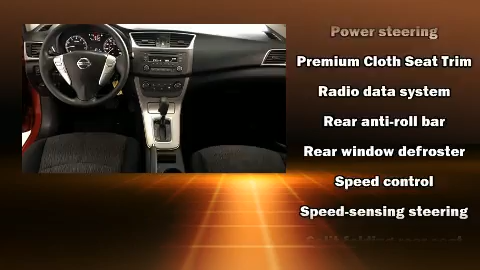 Power steering
Premium Cloth Seat Trim
Radio data system
Rear anti-roll bar
Rear window defroster
Speed control
Speed-sensing steering